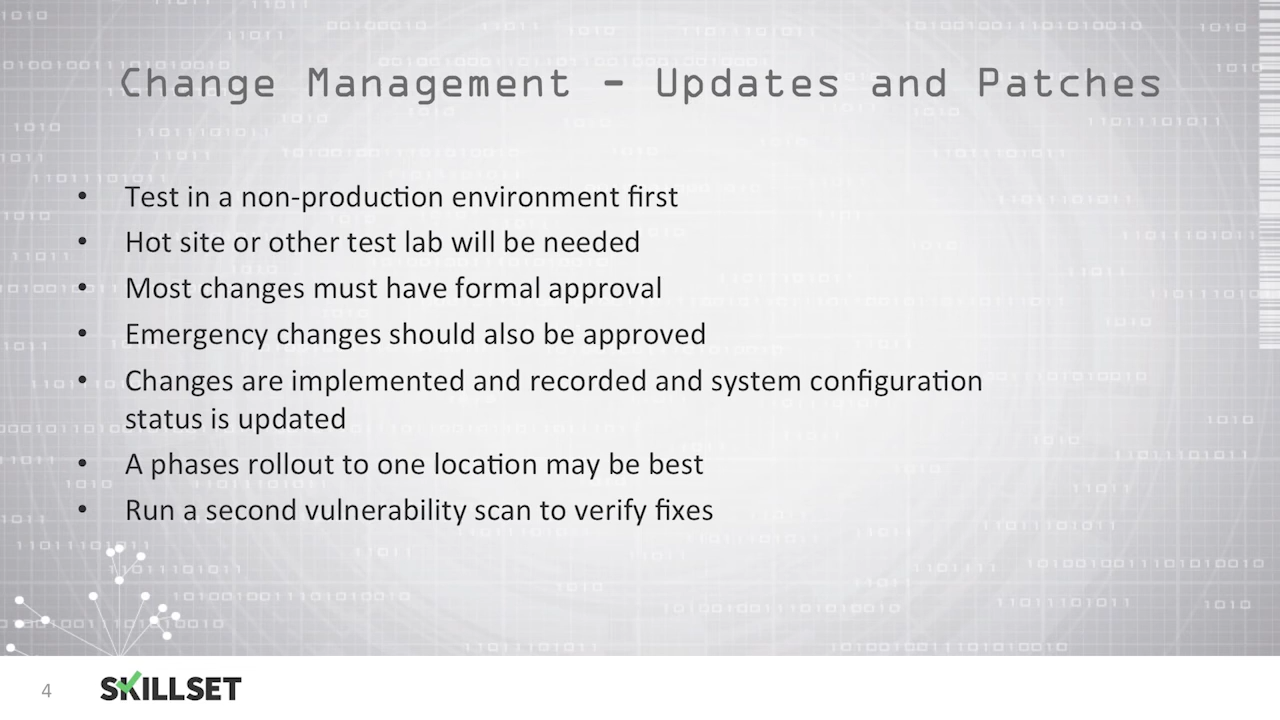 Change Management - Updates and Patches
• Test in a non-production environment first
• Hot site or other test lab will be needed
• Most changes must have formal approval
• Emergency changes should also be approved
• Changes are implemented and recorded and system configuration
status is updated
• A phases rollout to one location may be best
• Run a second vulnerability scan to verify fixes
4
SKILLSET